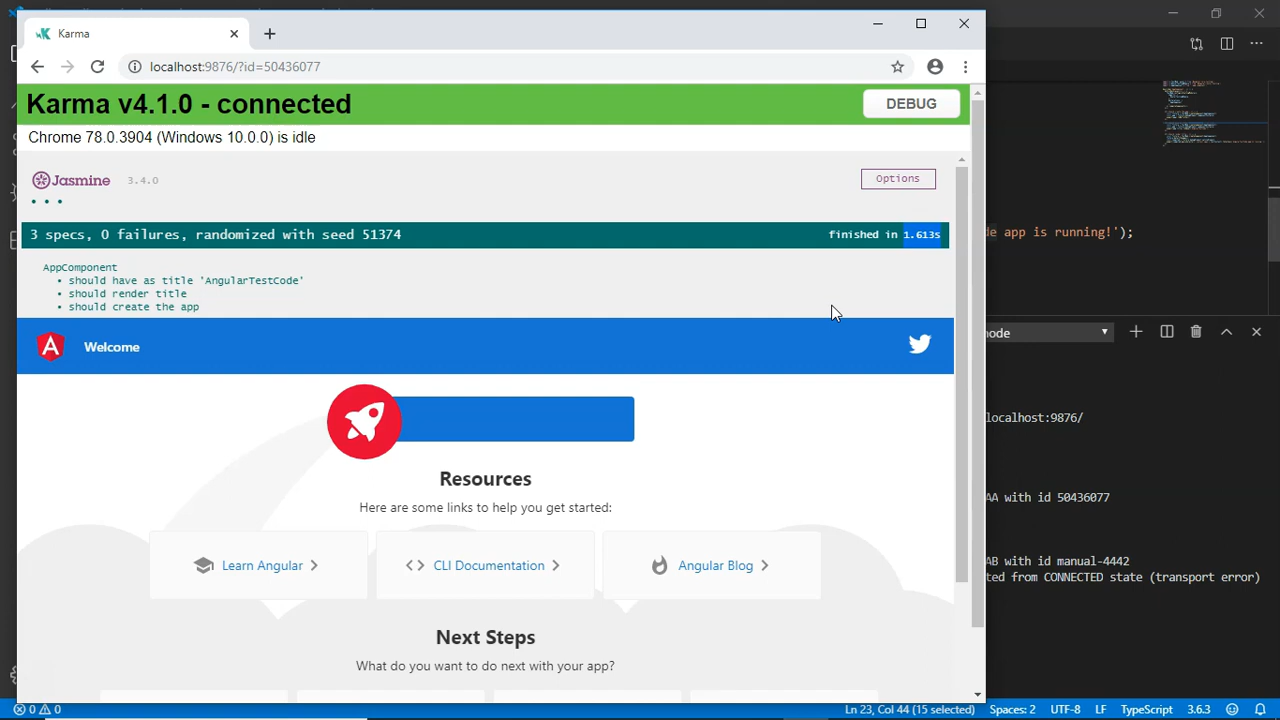 Karma
localhost:9876/?id=50436077
Karma v4.1.0 - connected
DEBUG
Chrome 78.0.3904 (Windows 10.0.0) is idle
Jasmine 3.4.0
Options
• • •
3 specs, 0 failures, randomized with seed 51374
finished in 1.613s
AppComponent
• should have as title 'AngularTestCode'
• should render title
• should create the app
Welcome
Resources
Here are some links to help you get started:
Learn Angular
CLI Documentation
Angular Blog
Next Steps
What do you want to do next with your app?
app is running!');
localhost:9876/
with id 50436077
with id manual-4442
from CONNECTED state (transport error)
0 0
Ln 23, Col 44 (15 selected)
Spaces: 2
UTF-8
LF
TypeScript
3.6.3